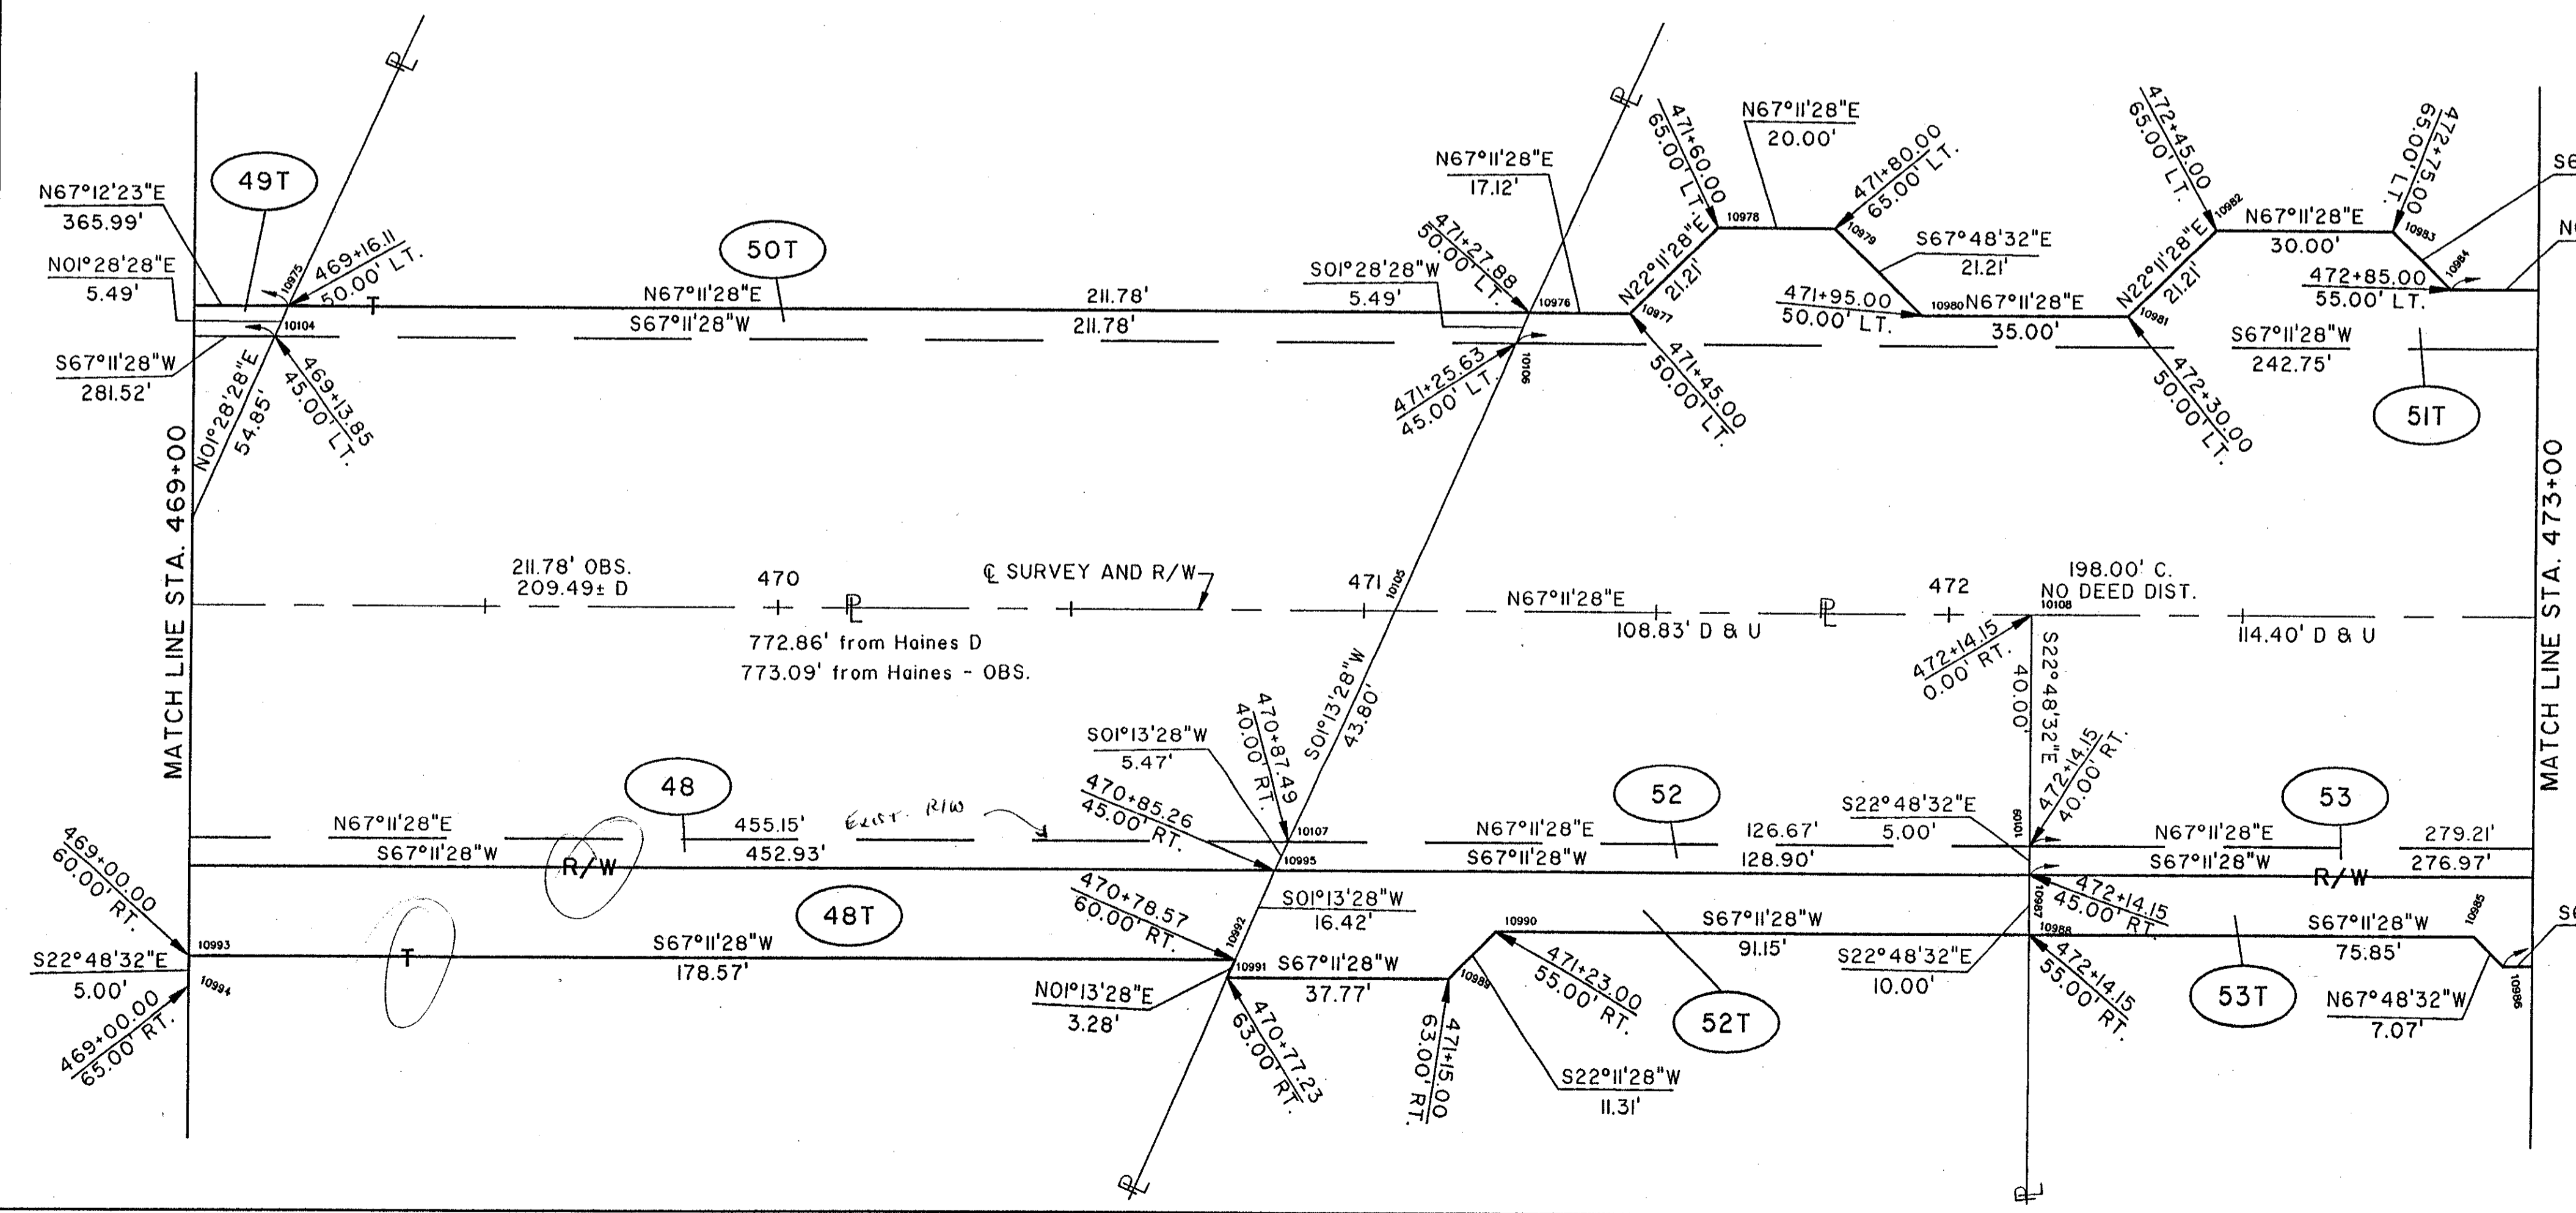 MATCH LINE STA. 469+00
N67°12'23"E
365.99'
49T
N01°28'28"E
5.49'
S67°11'28"W
281.52'
N01°28'28"E
54.85'
10975
469+16.11
50.00' LT.
10104
469+13.85
45.00' LT.
T
50T
N67°11'28"E
211.78'
S67°11'28"W
211.78'
N67°11'28"E
17.12'
471+27.88
50.00' LT.
S01°28'28"W
5.49'
10976
471+25.63
45.00' LT.
10106
10977
471+45.00
50.00' LT.
N22°11'28"E
21.21'
471+60.00
65.00' LT.
10978
N67°11'28"E
20.00'
471+80.00
65.00' LT.
10979
S67°48'32"E
21.21'
471+95.00
50.00' LT.
10980
N67°11'28"E
35.00'
10981
472+30.00
50.00' LT.
N22°11'28"E
21.21'
472+45.00
65.00' LT.
10982
N67°11'28"E
30.00'
472+75.00
65.00' LT.
10983
472+85.00
55.00' LT.
10984
S6
N
S67°11'28"W
242.75'
51T
PL
PL
211.78' OBS.
209.49± D
470
PL
℄ SURVEY AND R/W
471
10105
N67°11'28"E
PL
472
198.00' C.
NO DEED DIST.
10108
772.86' from Haines D
773.09' from Haines - OBS.
108.83' D & U
114.40' D & U
472+14.15
0.00' RT.
S22°48'32"E
40.00'
S01°13'28"W
43.80'
470+87.49
40.00' RT.
S01°13'28"W
5.47'
10107
470+85.26
45.00' RT.
10995
48
Exist. R/W
N67°11'28"E
455.15'
S67°11'28"W
452.93'
R/W
52
N67°11'28"E
126.67'
S67°11'28"W
128.90'
S22°48'32"E
5.00'
10109
472+14.15
40.00' RT.
53
N67°11'28"E
279.21'
S67°11'28"W
276.97'
R/W
469+00.00
60.00' RT.
10993
S22°48'32"E
5.00'
10994
469+00.00
65.00' RT.
T
48T
S67°11'28"W
178.57'
470+78.57
60.00' RT.
10992
S01°13'28"W
16.42'
10991
N01°13'28"E
3.28'
470+77.23
63.00' RT.
S67°11'28"W
37.77'
10989
471+15.00
63.00' RT.
10990
471+23.00
55.00' RT.
S22°11'28"W
11.31'
S67°11'28"W
91.15'
52T
S22°48'32"E
10.00'
10987
472+14.15
45.00' RT.
10988
472+14.15
55.00' RT.
S67°11'28"W
75.85'
53T
10985
N67°48'32"W
7.07'
10986
S6
PL
PL
MATCH LINE STA. 473+00